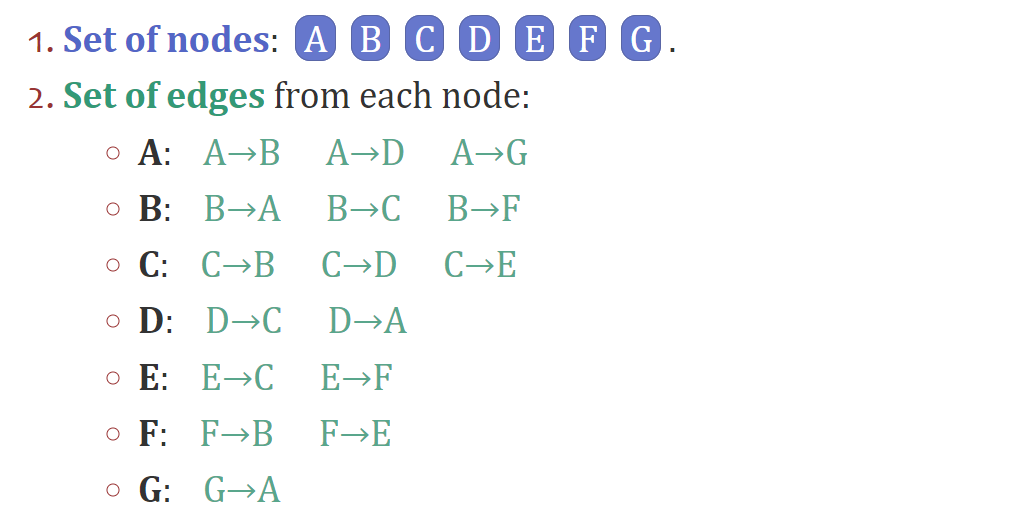 1. Set of nodes: A B C D E F G .
2. Set of edges from each node:
○ A: A→B A→D A→G
○ B: B→A B→C B→F
○ C: C→B C→D C→E
○ D: D→C D→A
○ E: E→C E→F
○ F: F→B F→E
○ G: G→A